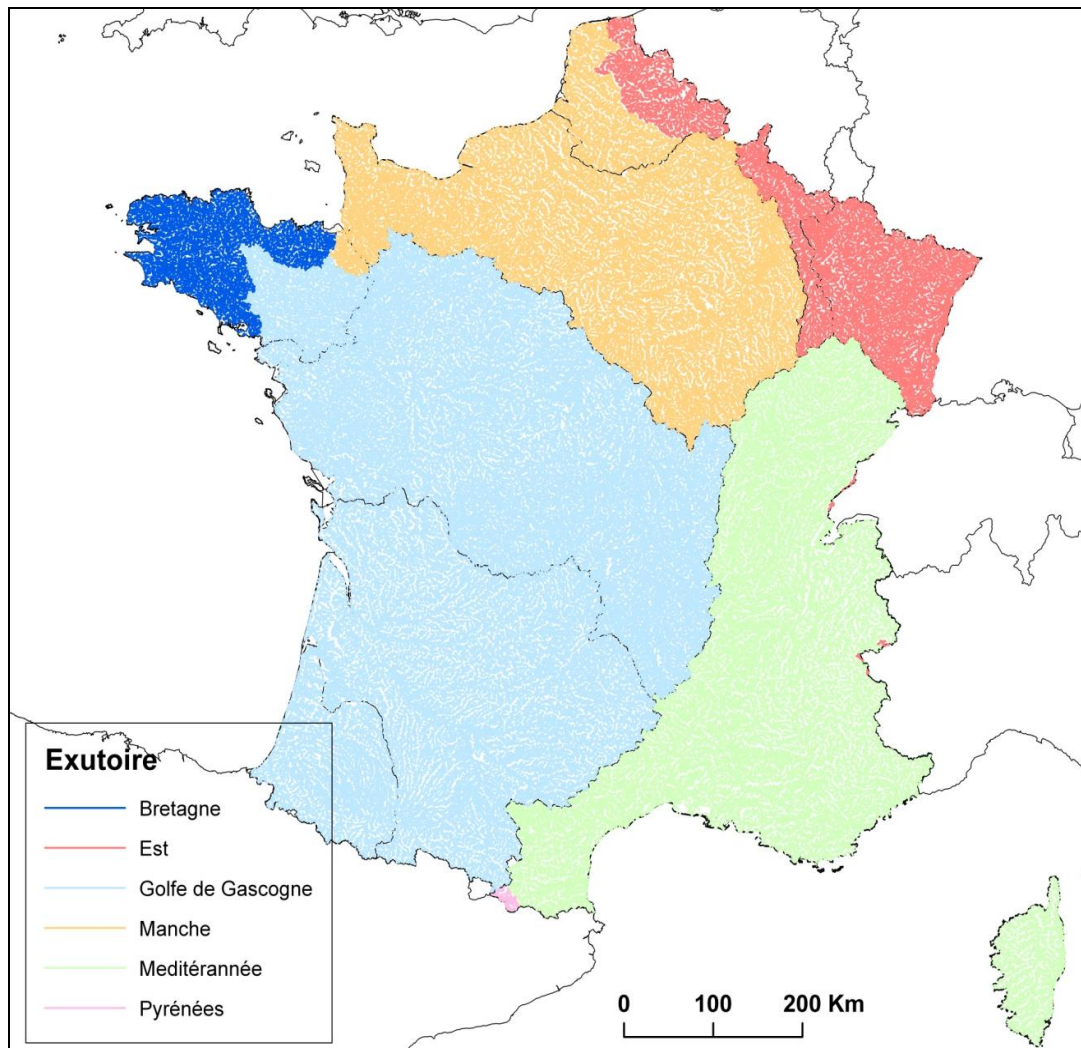 Exutoire
Bretagne
Est
Golfe de Gascogne
Manche
Meditérannée
Pyrénées
0 100 200 Km